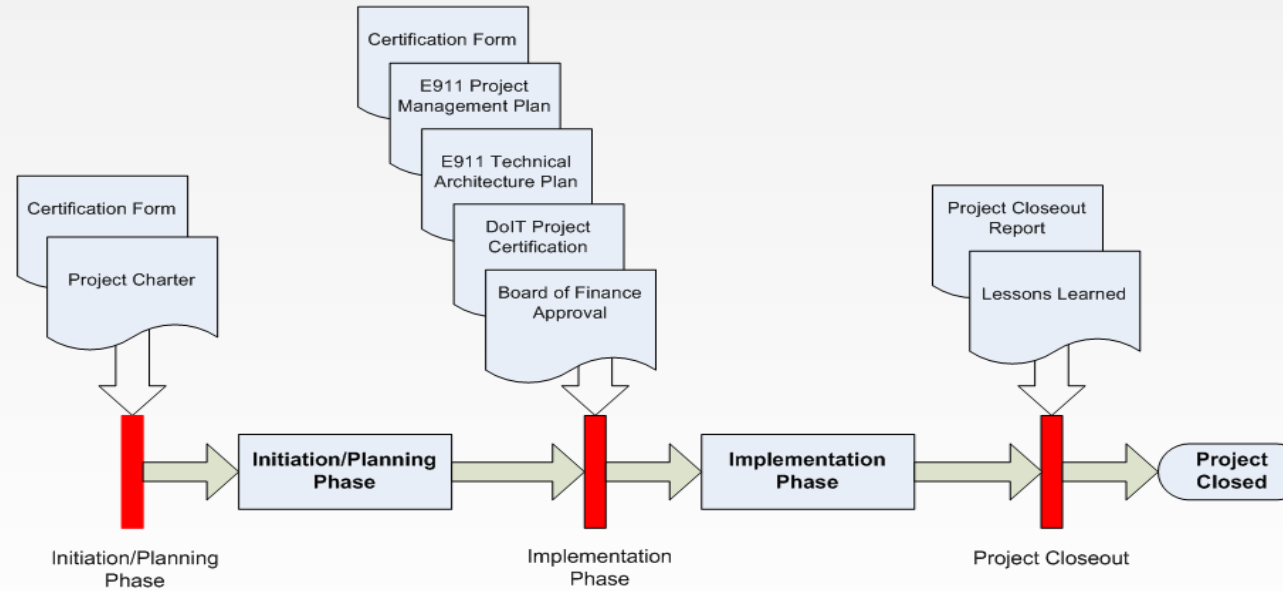 Certification Form
Project Charter
Certification Form
E911 Project
Management Plan
E911 Technical
Architecture Plan
DoIT Project
Certification
Board of Finance
Approval
Project Closeout
Report
Lessons Learned
Initiation/Planning
Phase
Implementation
Phase
Project
Closed
Initiation/Planning
Phase
Implementation
Phase
Project Closeout